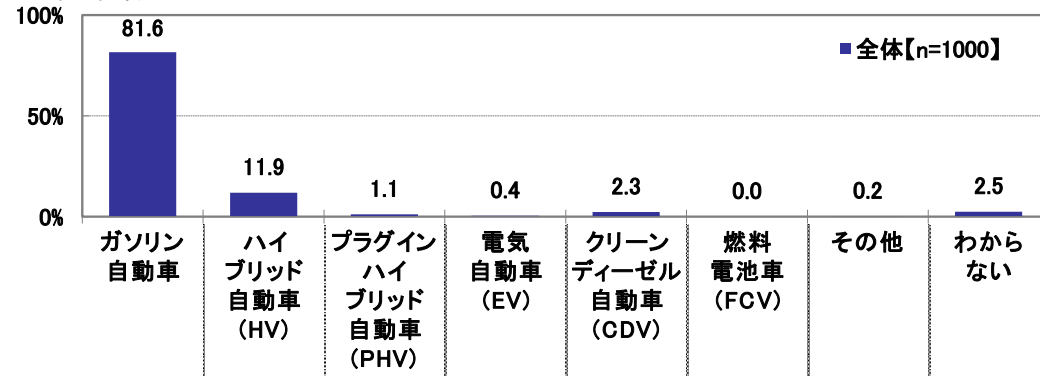 100%
50%
0%
全体【n=1000】
81.6
11.9
1.1
0.4
2.3
0.0
0.2
2.5
ガソリン
自動車
ハイ
ブリッド
自動車
(HV)
プラグイン
ハイ
ブリッド
自動車
(PHV)
電気
自動車
(EV)
クリーン
ディーゼル
自動車
(CDV)
燃料
電池車
(FCV)
その他
わから
ない